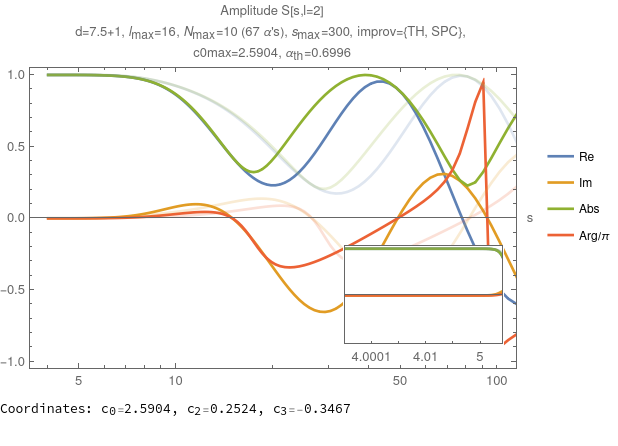 Amplitude S[s,l=2]
d=7.5+1, lmax=16, Nmax=10 (67 α's), smax=300, improv={TH, SPC},
c0max=2.5904, αth=0.6996
1.0
0.5
0.0
-0.5
-1.0
s
Re
Im
Abs
Arg/π
4.0001 4.01 5
5 10 50 100
Coordinates: c0=2.5904, c2=0.2524, c3=-0.3467